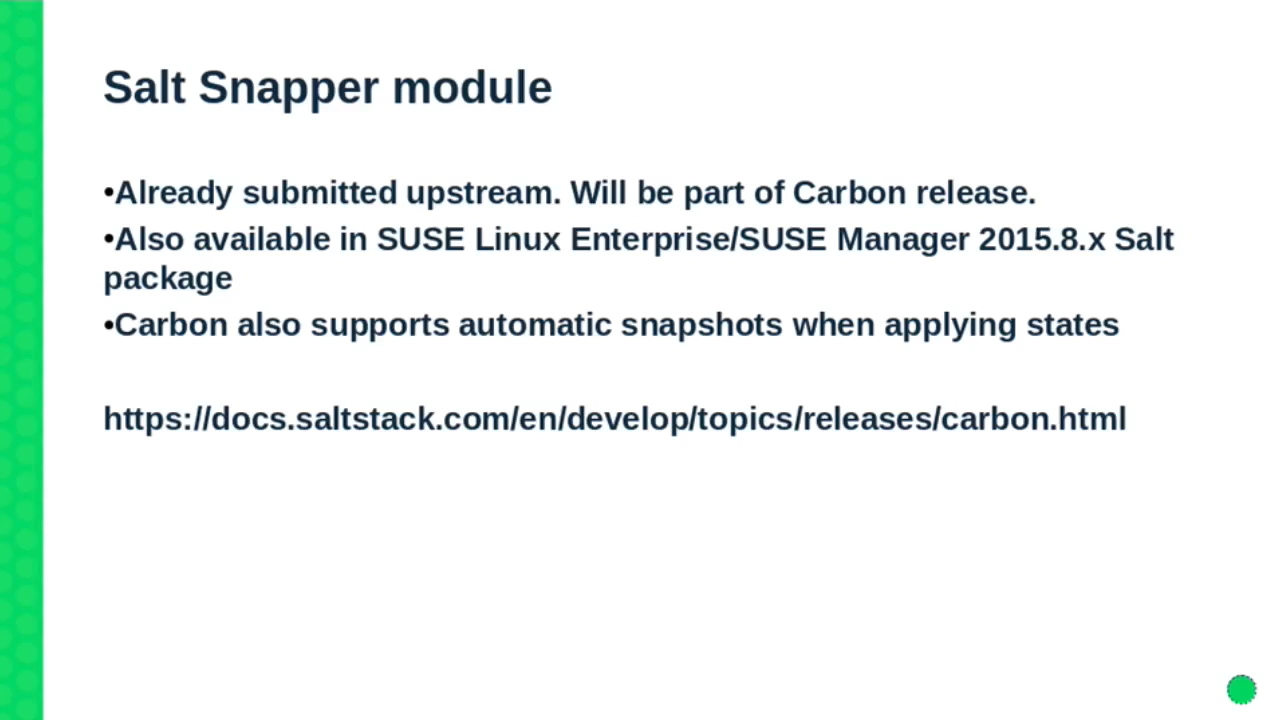 Salt Snapper module
•Already submitted upstream. Will be part of Carbon release.
•Also available in SUSE Linux Enterprise/SUSE Manager 2015.8.x Salt
package
•Carbon also supports automatic snapshots when applying states
https://docs.saltstack.com/en/develop/topics/releases/carbon.html